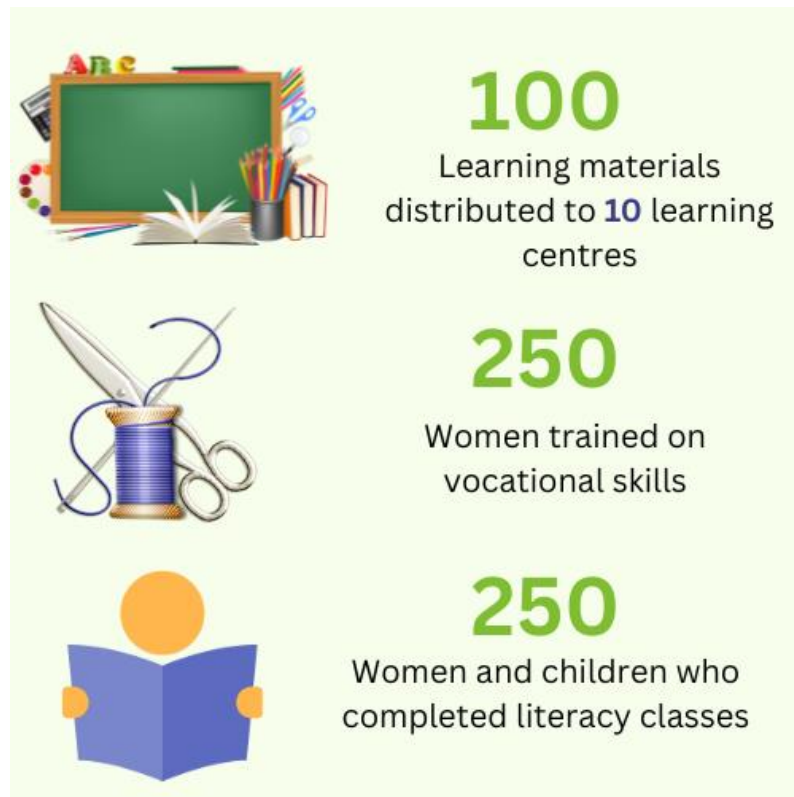 ABC
100
Learning materials
distributed to 10 learning
centres
250
Women trained on
vocational skills
250
Women and children who
completed literacy classes